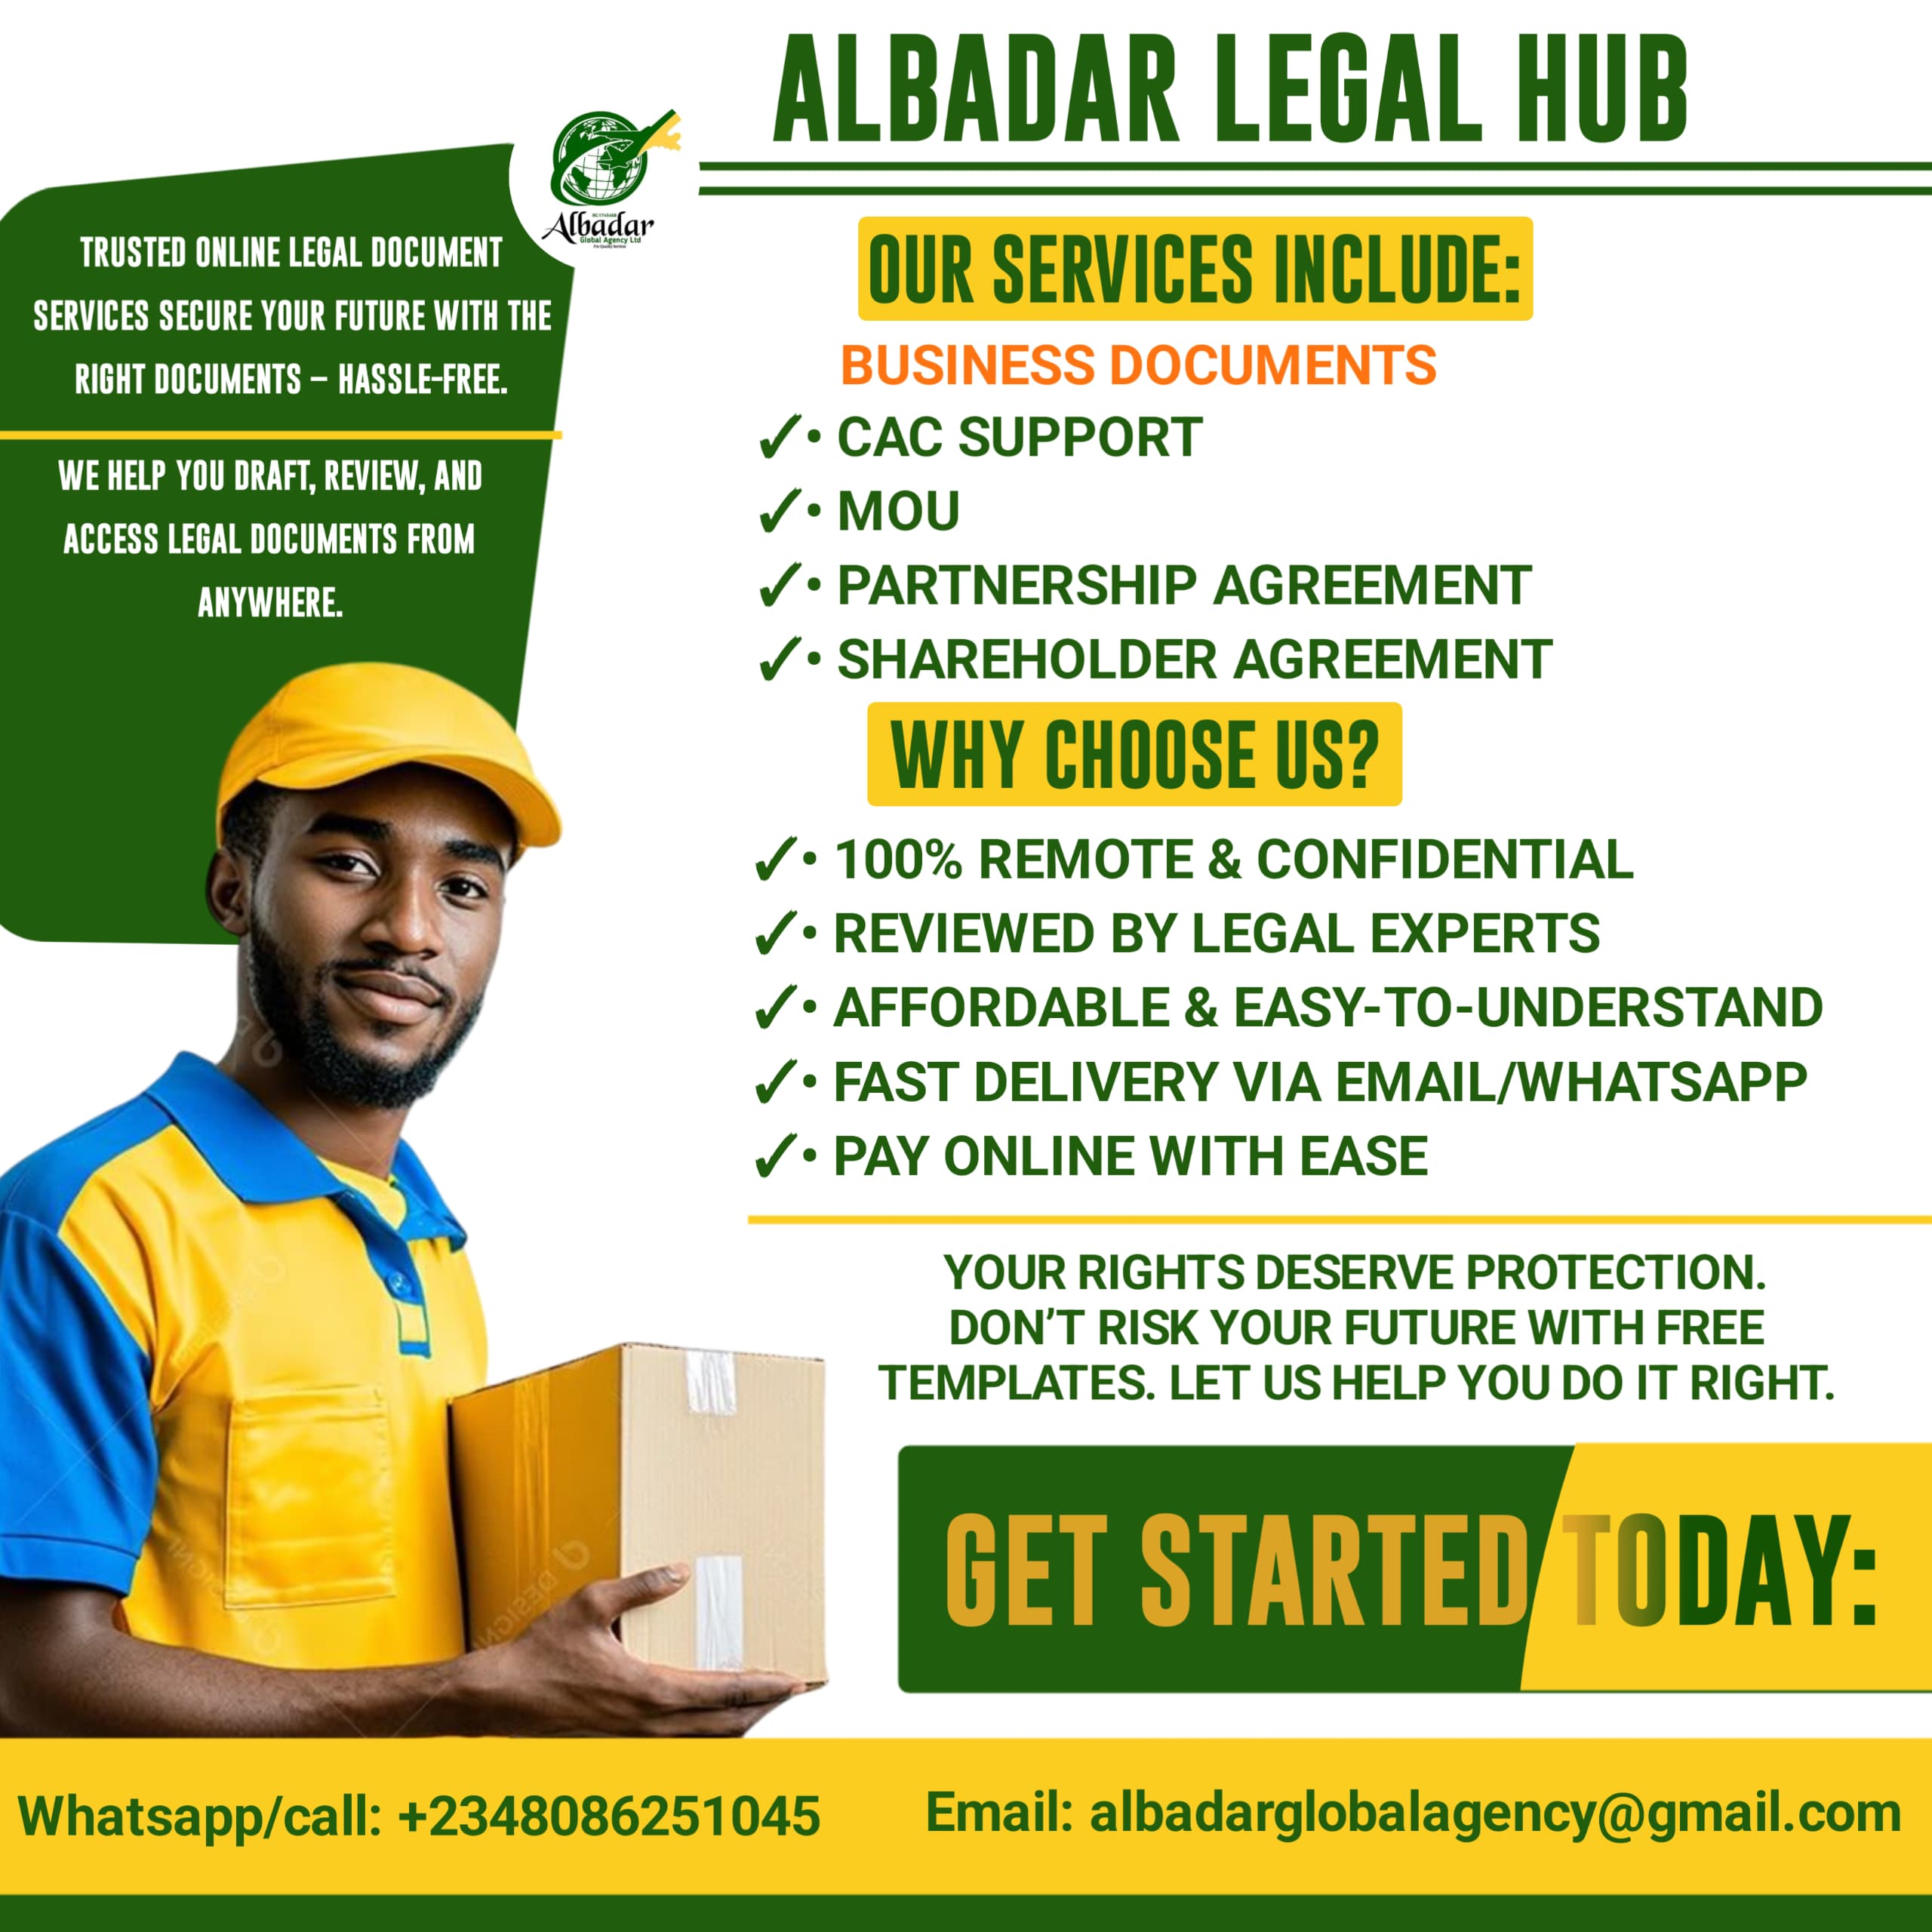 ALBADAR LEGAL HUB
Albadar
Global Agency Ltd
For Quality Services
TRUSTED ONLINE LEGAL DOCUMENT
SERVICES SECURE YOUR FUTURE WITH THE
RIGHT DOCUMENTS – HASSLE-FREE.
WE HELP YOU DRAFT, REVIEW, AND
ACCESS LEGAL DOCUMENTS FROM
ANYWHERE.
OUR SERVICES INCLUDE:
BUSINESS DOCUMENTS
✓• CAC SUPPORT
✓• MOU
✓• PARTNERSHIP AGREEMENT
✓• SHAREHOLDER AGREEMENT
WHY CHOOSE US?
✓• 100% REMOTE & CONFIDENTIAL
✓• REVIEWED BY LEGAL EXPERTS
✓• AFFORDABLE & EASY-TO-UNDERSTAND
✓• FAST DELIVERY VIA EMAIL/WHATSAPP
✓• PAY ONLINE WITH EASE
YOUR RIGHTS DESERVE PROTECTION.
DON’T RISK YOUR FUTURE WITH FREE
TEMPLATES. LET US HELP YOU DO IT RIGHT.
GET STARTED TODAY:
Whatsapp/call: +2348086251045
Email: albadarglobalagency@gmail.com